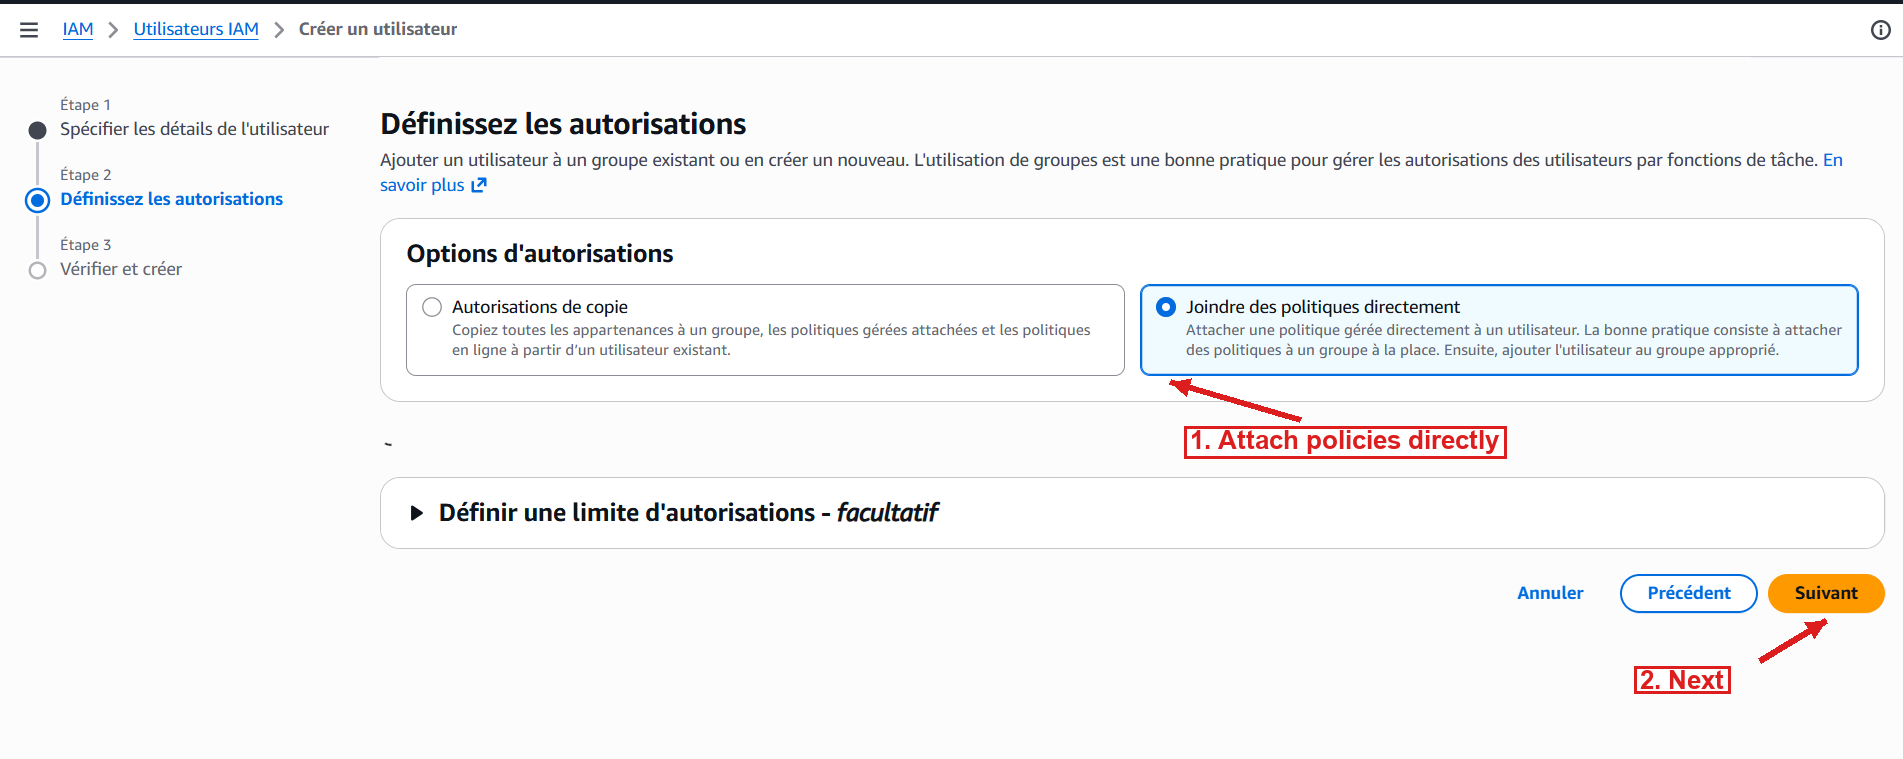 IAM > Utilisateurs IAM > Créer un utilisateur
Étape 1
Spécifier les détails de l'utilisateur
Étape 2
Définissez les autorisations
Étape 3
Vérifier et créer
Définissez les autorisations
Ajouter un utilisateur à un groupe existant ou en créer un nouveau. L'utilisation de groupes est une bonne pratique pour gérer les autorisations des utilisateurs par fonctions de tâche. En
savoir plus
Options d'autorisations
Autorisations de copie
Copiez toutes les appartenances à un groupe, les politiques gérées attachées et les politiques
en ligne à partir d'un utilisateur existant.
Joindre des politiques directement
Attacher une politique gérée directement à un utilisateur. La bonne pratique consiste à attacher
des politiques à un groupe à la place. Ensuite, ajouter l'utilisateur au groupe approprié.
1. Attach policies directly
Définir une limite d'autorisations - facultatif
Annuler
Précédent
Suivant
2. Next